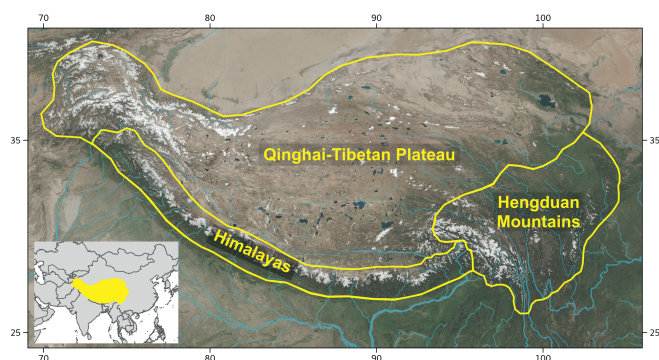 70 80 90 100
35 35
Qinghai-Tibetan Plateau
Hengduan
Mountains
Himalayas
25 25
70 80 90 100